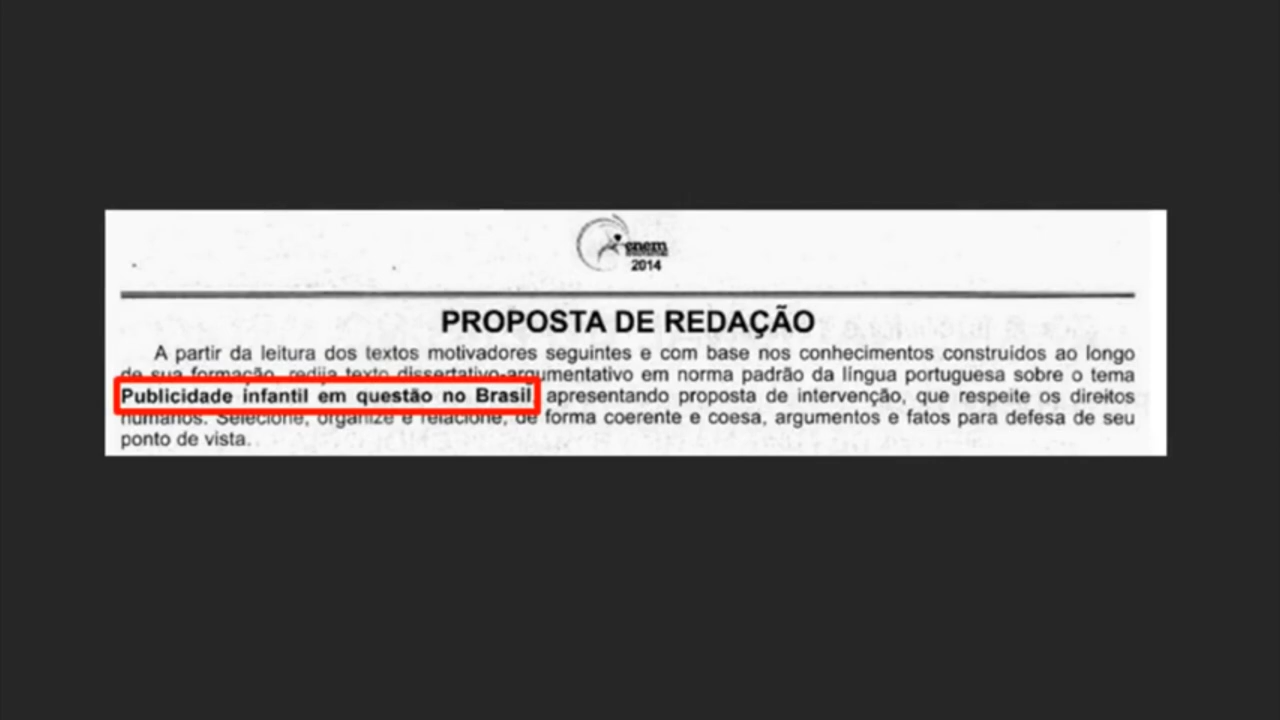 enem
2014
PROPOSTA DE REDAÇÃO
A partir da leitura dos textos motivadores seguintes e com base nos conhecimentos construídos ao longo
de sua formação, redija texto dissertativo-argumentativo em norma padrão da língua portuguesa sobre o tema
Publicidade infantil em questão no Brasil, apresentando proposta de intervenção, que respeite os direitos
humanos. Selecione, organize e relacione, de forma coerente e coesa, argumentos e fatos para defesa de seu
ponto de vista.